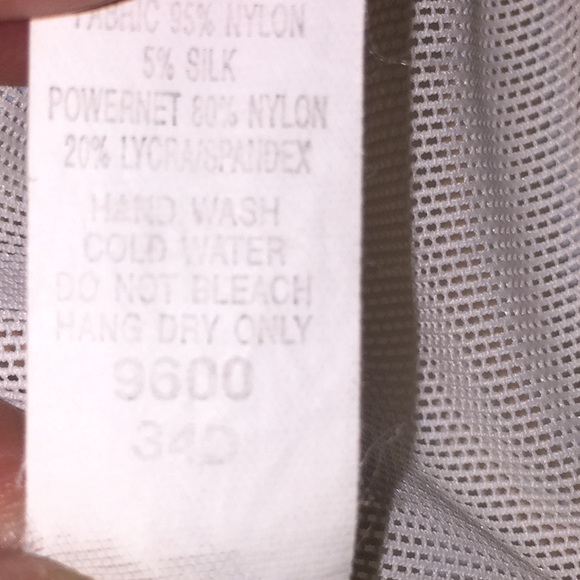 FABRIC 95% NYLON
5% SILK
POWERNET 80% NYLON
20% LYCRA/SPANDEX
HAND WASH
COLD WATER
DO NOT BLEACH
HANG DRY ONLY
9600
34D